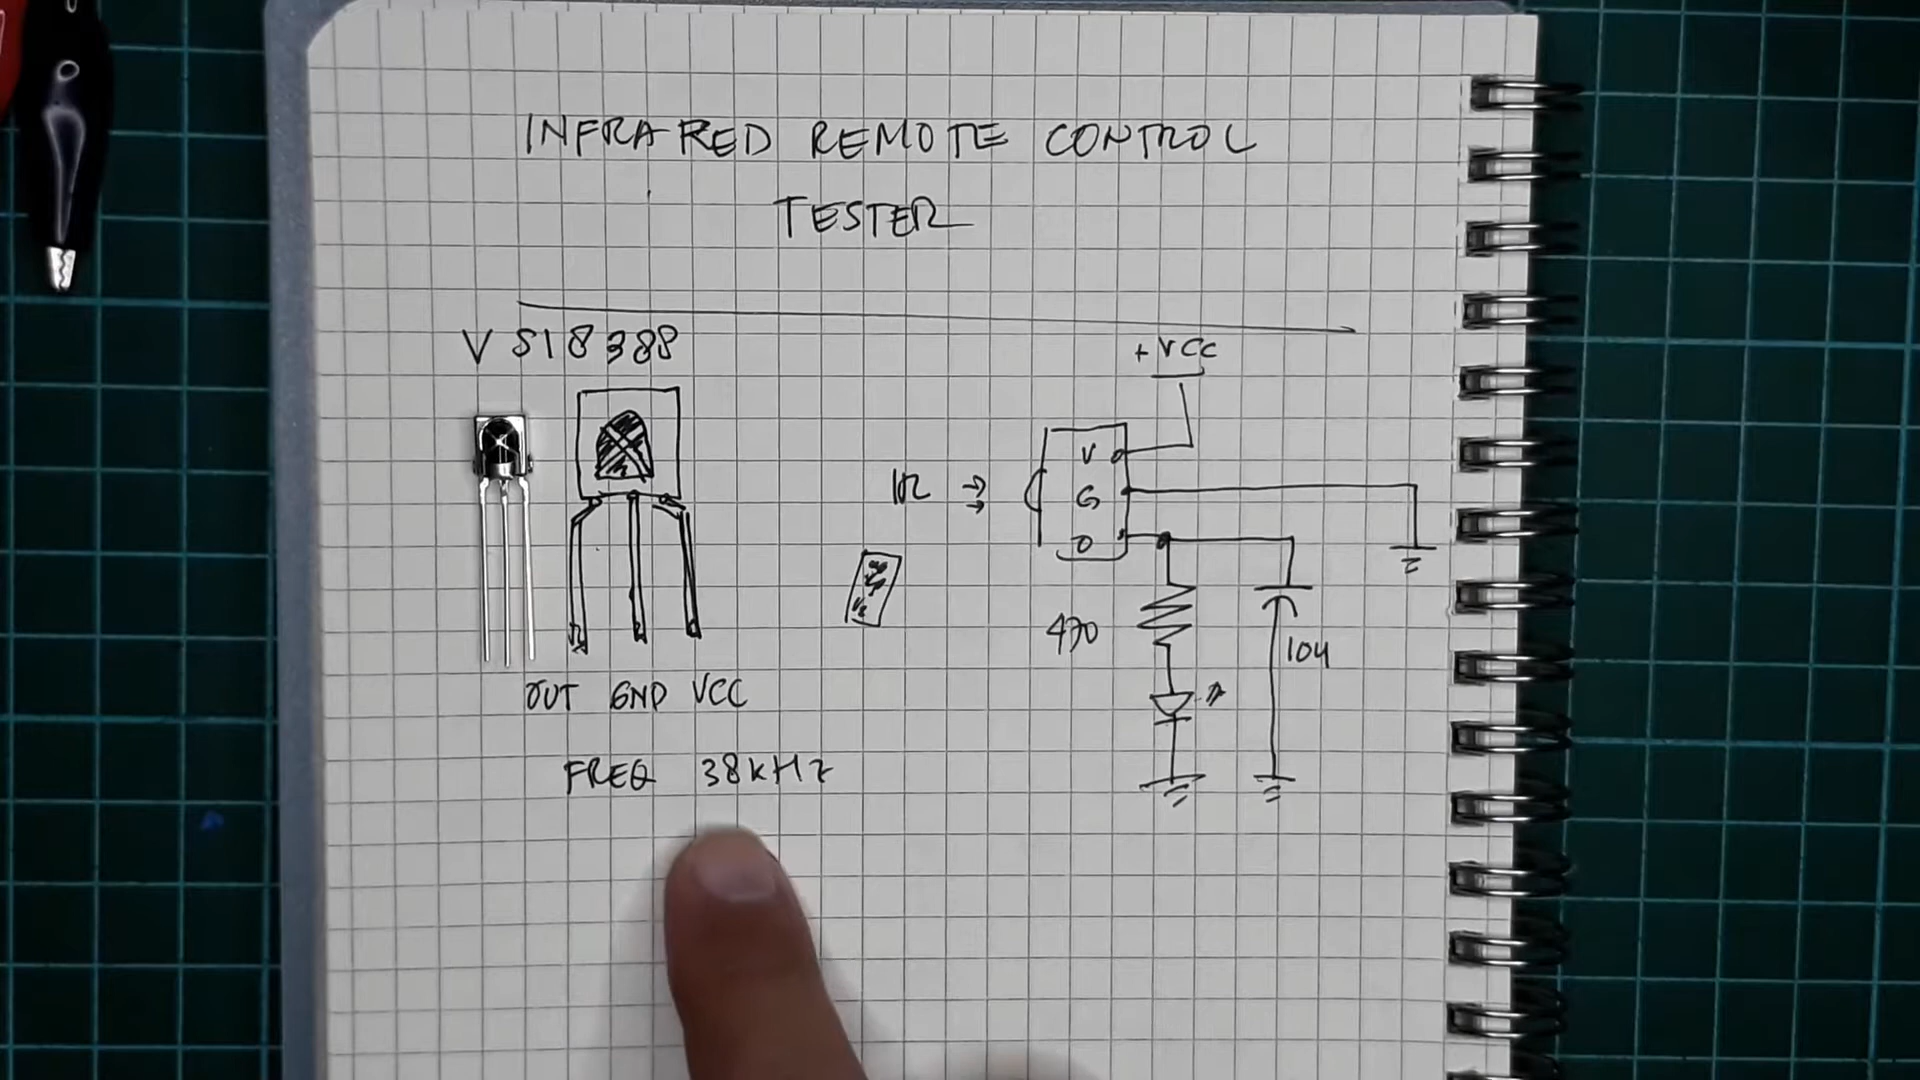 INFRARED REMOTE CONTROL
TESTER
VS18388
+VCC
V
IR
G
O
470
104
OUT GND VCC
FREQ 38KHz